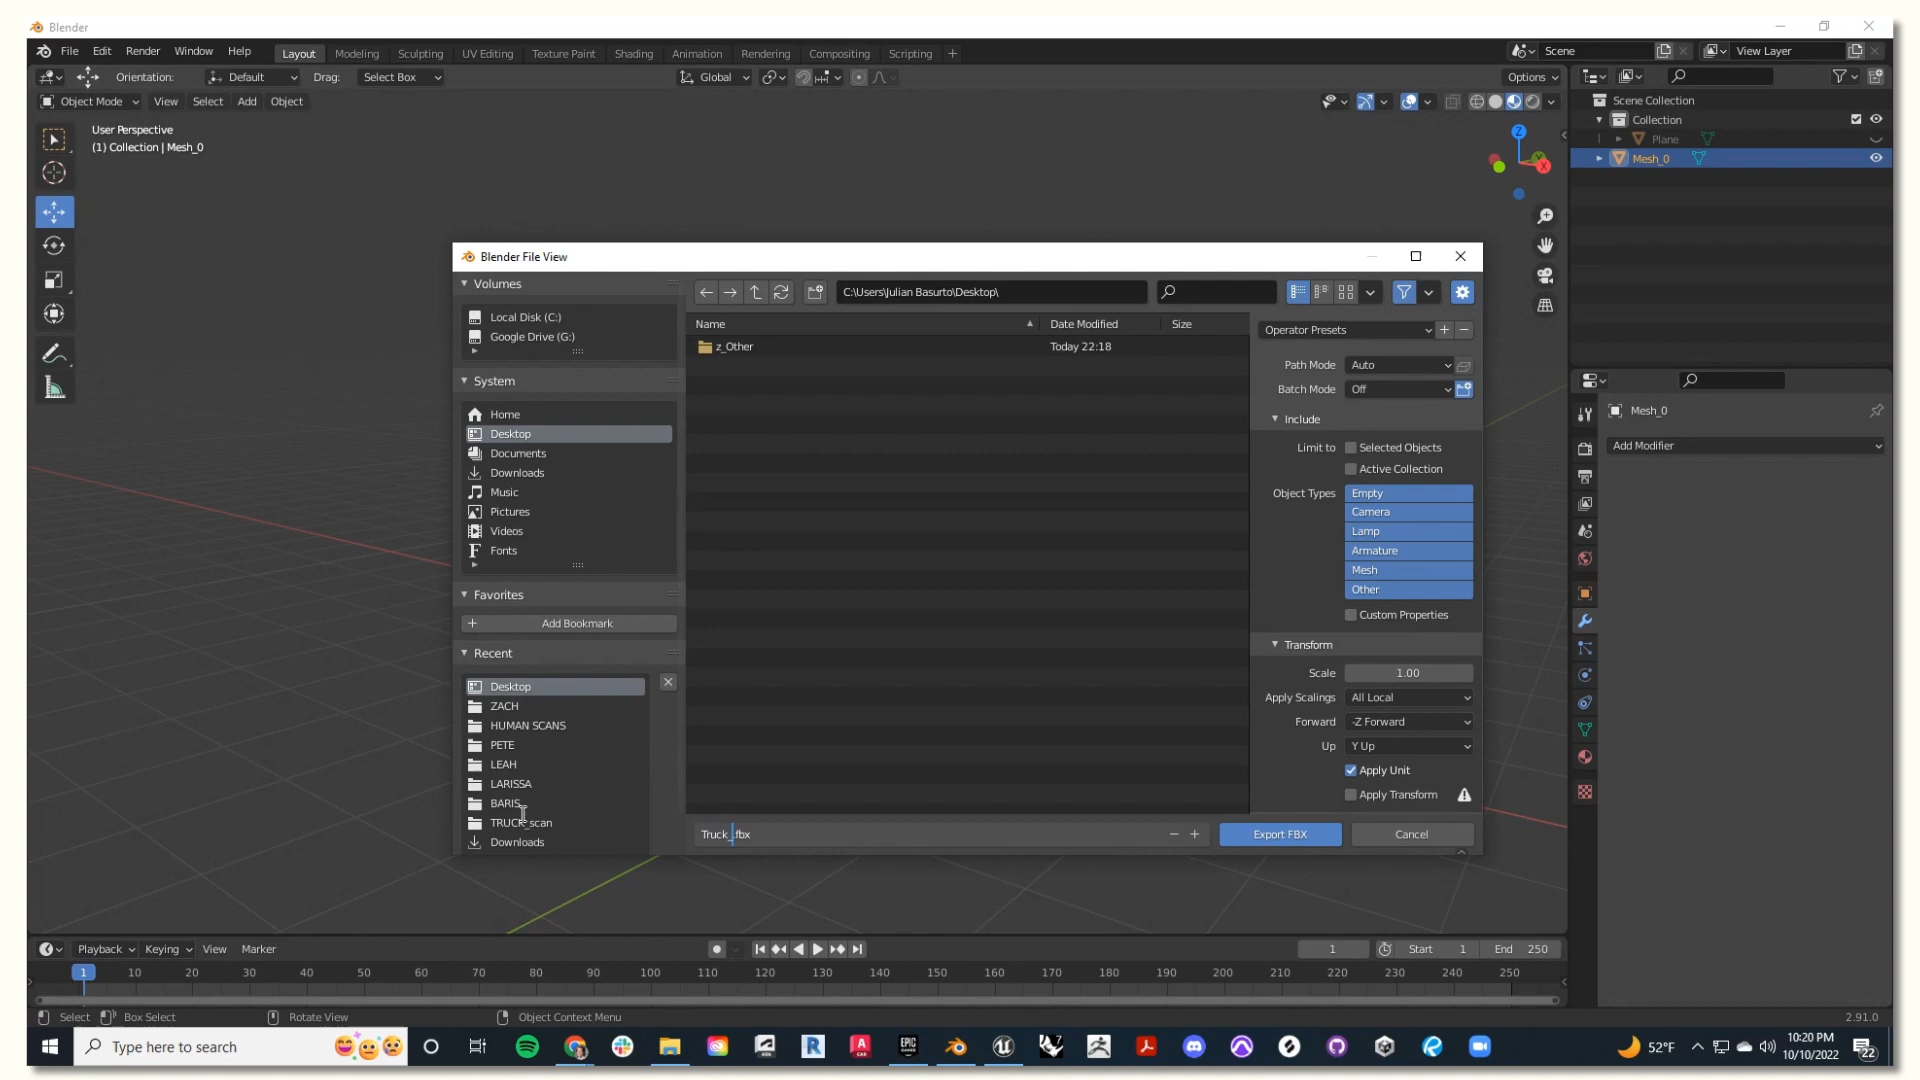 Blender
File Edit Render Window Help Layout Modeling Sculpting UV Editing Texture Paint Shading Animation Rendering Compositing Scripting + Scene View Layer
Orientation: Default Drag: Select Box Global Options
Object Mode View Select Add Object
User Perspective
(1) Collection | Mesh_0
Z
X
Scene Collection
Collection
Plane
Mesh_0
Mesh_0
Add Modifier
Blender File View
Volumes
Local Disk (C:)
Google Drive (G:)
System
Home
Desktop
Documents
Downloads
Music
Pictures
Videos
Fonts
Favorites
Add Bookmark
Recent
Desktop
ZACH
HUMAN SCANS
PETE
LEAH
LARISSA
BARIS
TRUCK_scan
Downloads
C:\Users\Julian Basurto\Desktop\
Name Date Modified Size
z_Other Today 22:18
Truck_.fbx
Operator Presets
Path Mode Auto
Batch Mode Off
Include
Limit to Selected Objects
Active Collection
Object Types Empty
Camera
Lamp
Armature
Mesh
Other
Custom Properties
Transform
Scale 1.00
Apply Scalings All Local
Forward -Z Forward
Up Y Up
Apply Unit
Apply Transform
Export FBX Cancel
Playback Keying View Marker 1 Start 1 End 250
1 10 20 30 40 50 60 70 80 90 100 110 120 130 140 150 160 170 180 190 200 210 220 230 240 250
Select Box Select Rotate View Object Context Menu 2.91.0
Type here to search
52°F
10:20 PM
10/10/2022
22